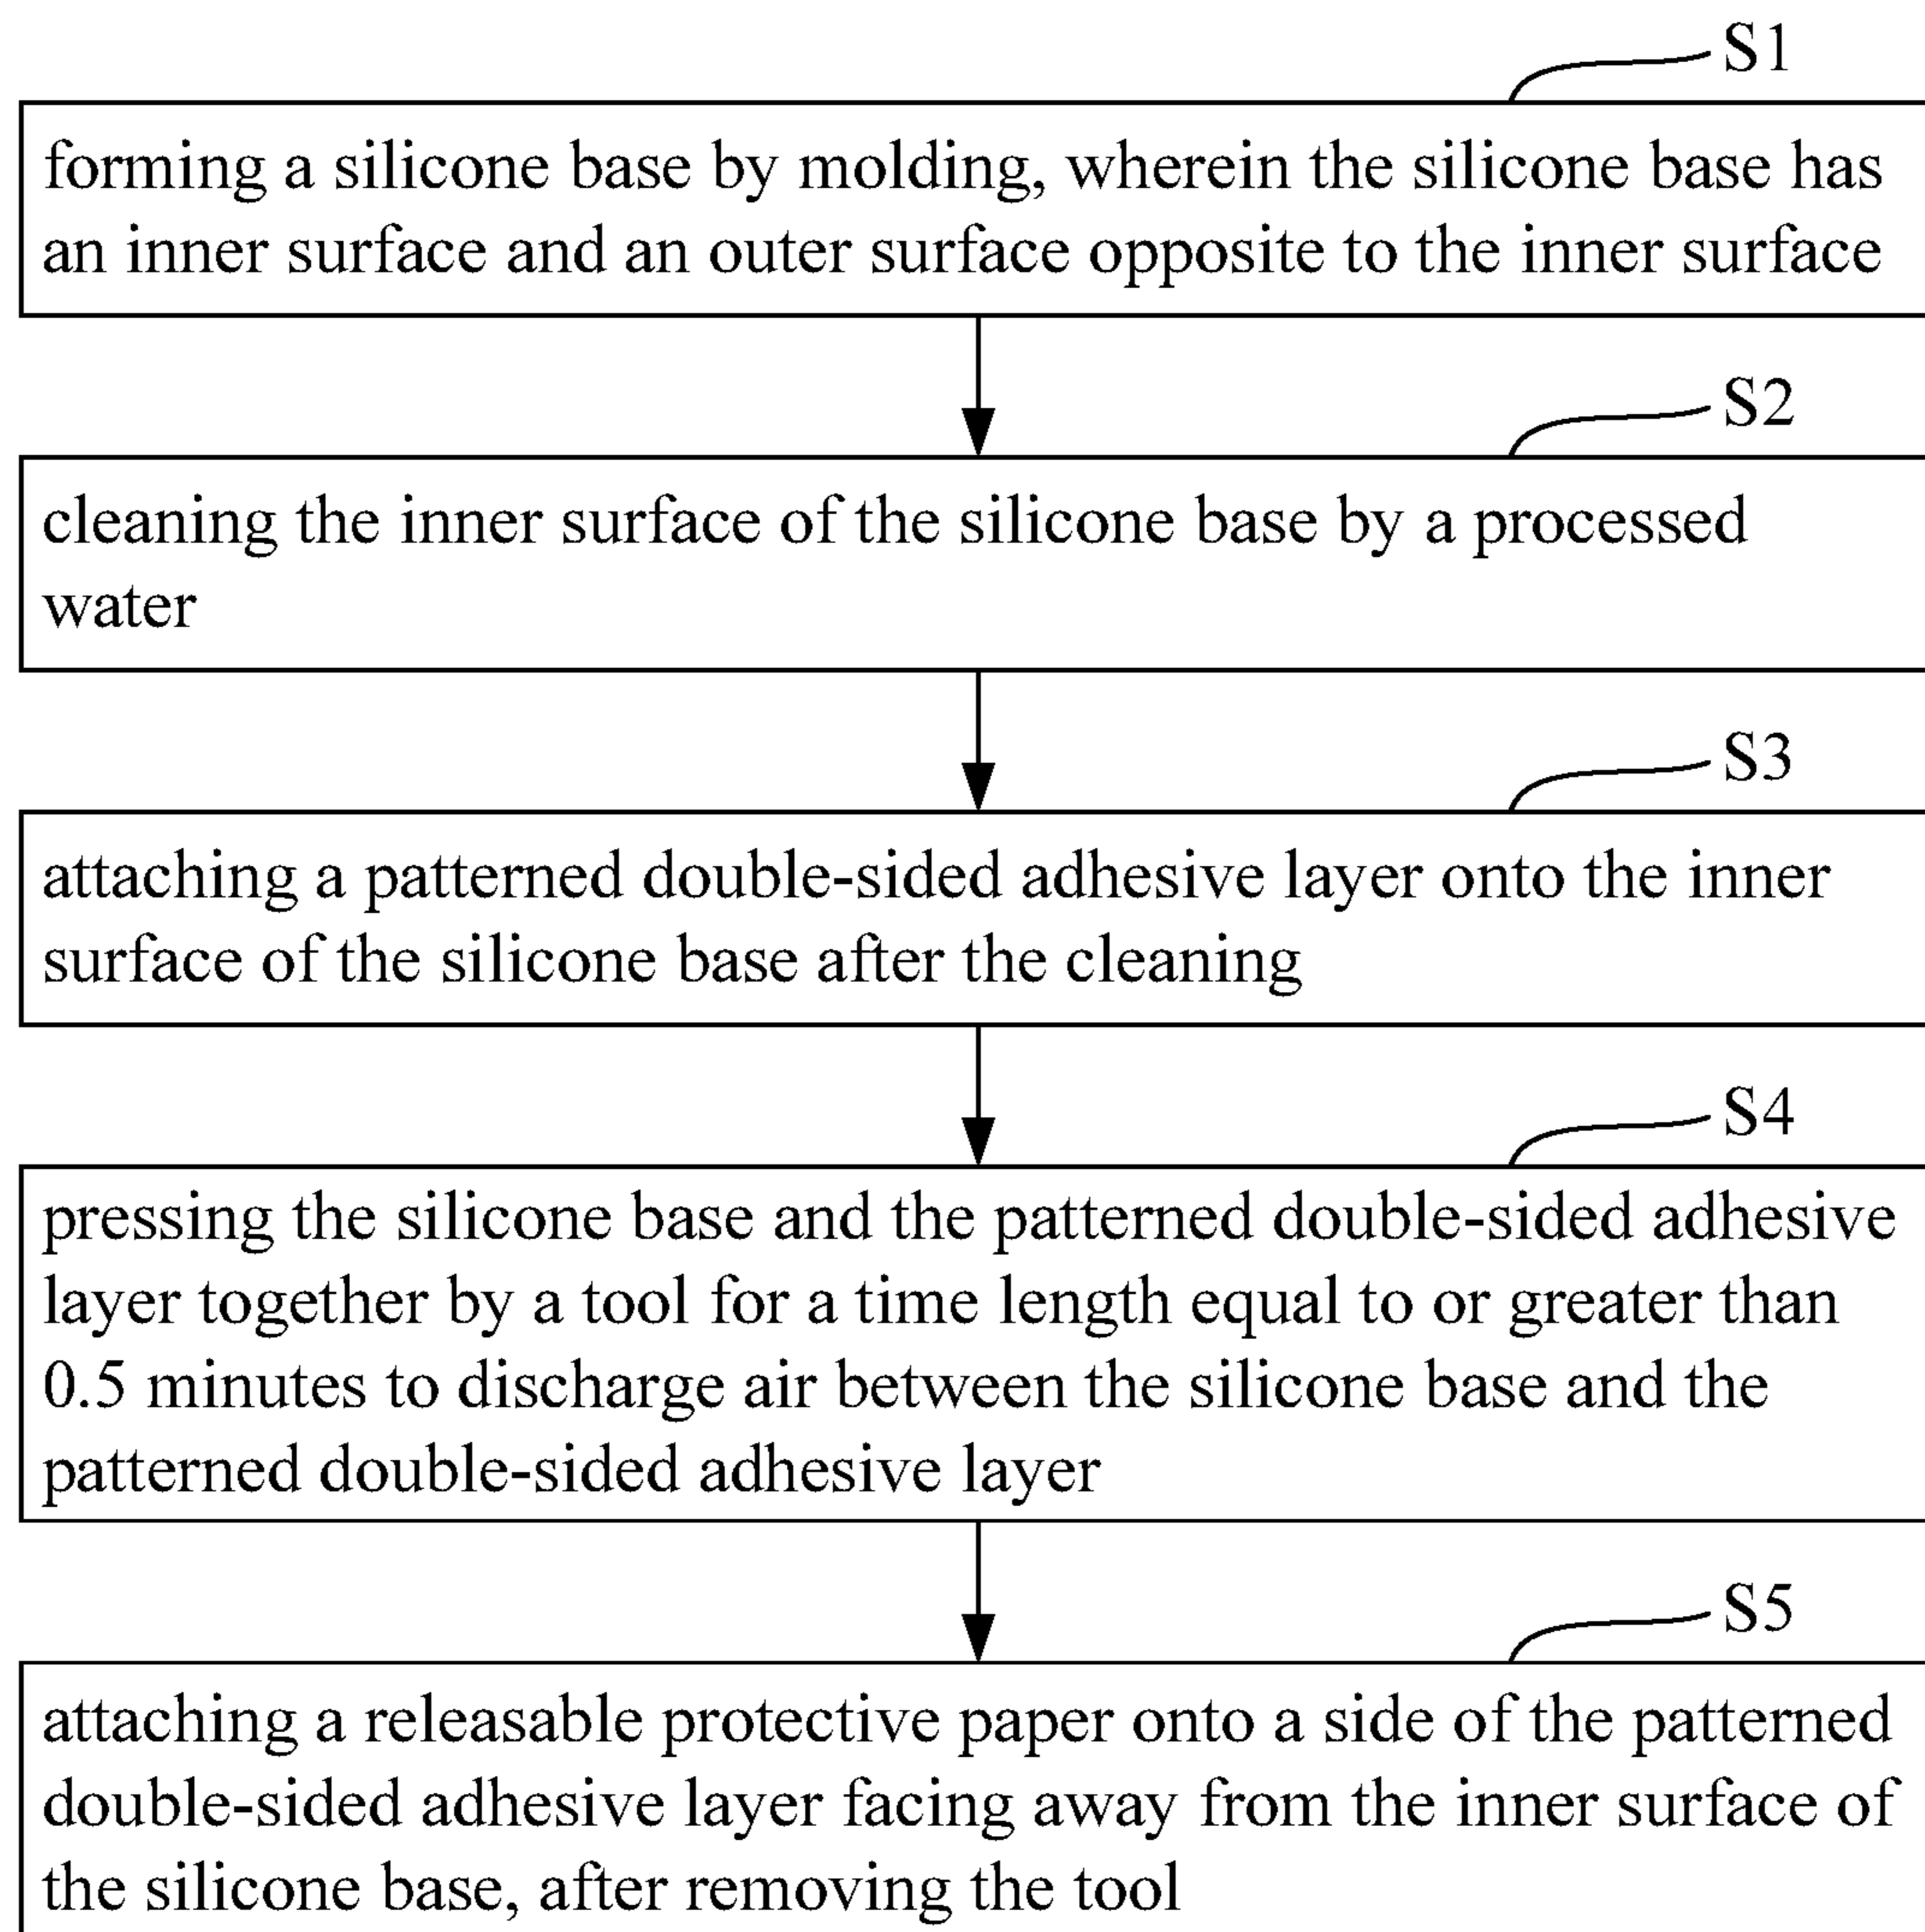 S1
forming a silicone base by molding, wherein the silicone base has
an inner surface and an outer surface opposite to the inner surface
S2
cleaning the inner surface of the silicone base by a processed
water
S3
attaching a patterned double-sided adhesive layer onto the inner
surface of the silicone base after the cleaning
S4
pressing the silicone base and the patterned double-sided adhesive
layer together by a tool for a time length equal to or greater than
0.5 minutes to discharge air between the silicone base and the
patterned double-sided adhesive layer
S5
attaching a releasable protective paper onto a side of the patterned
double-sided adhesive layer facing away from the inner surface of
the silicone base, after removing the tool